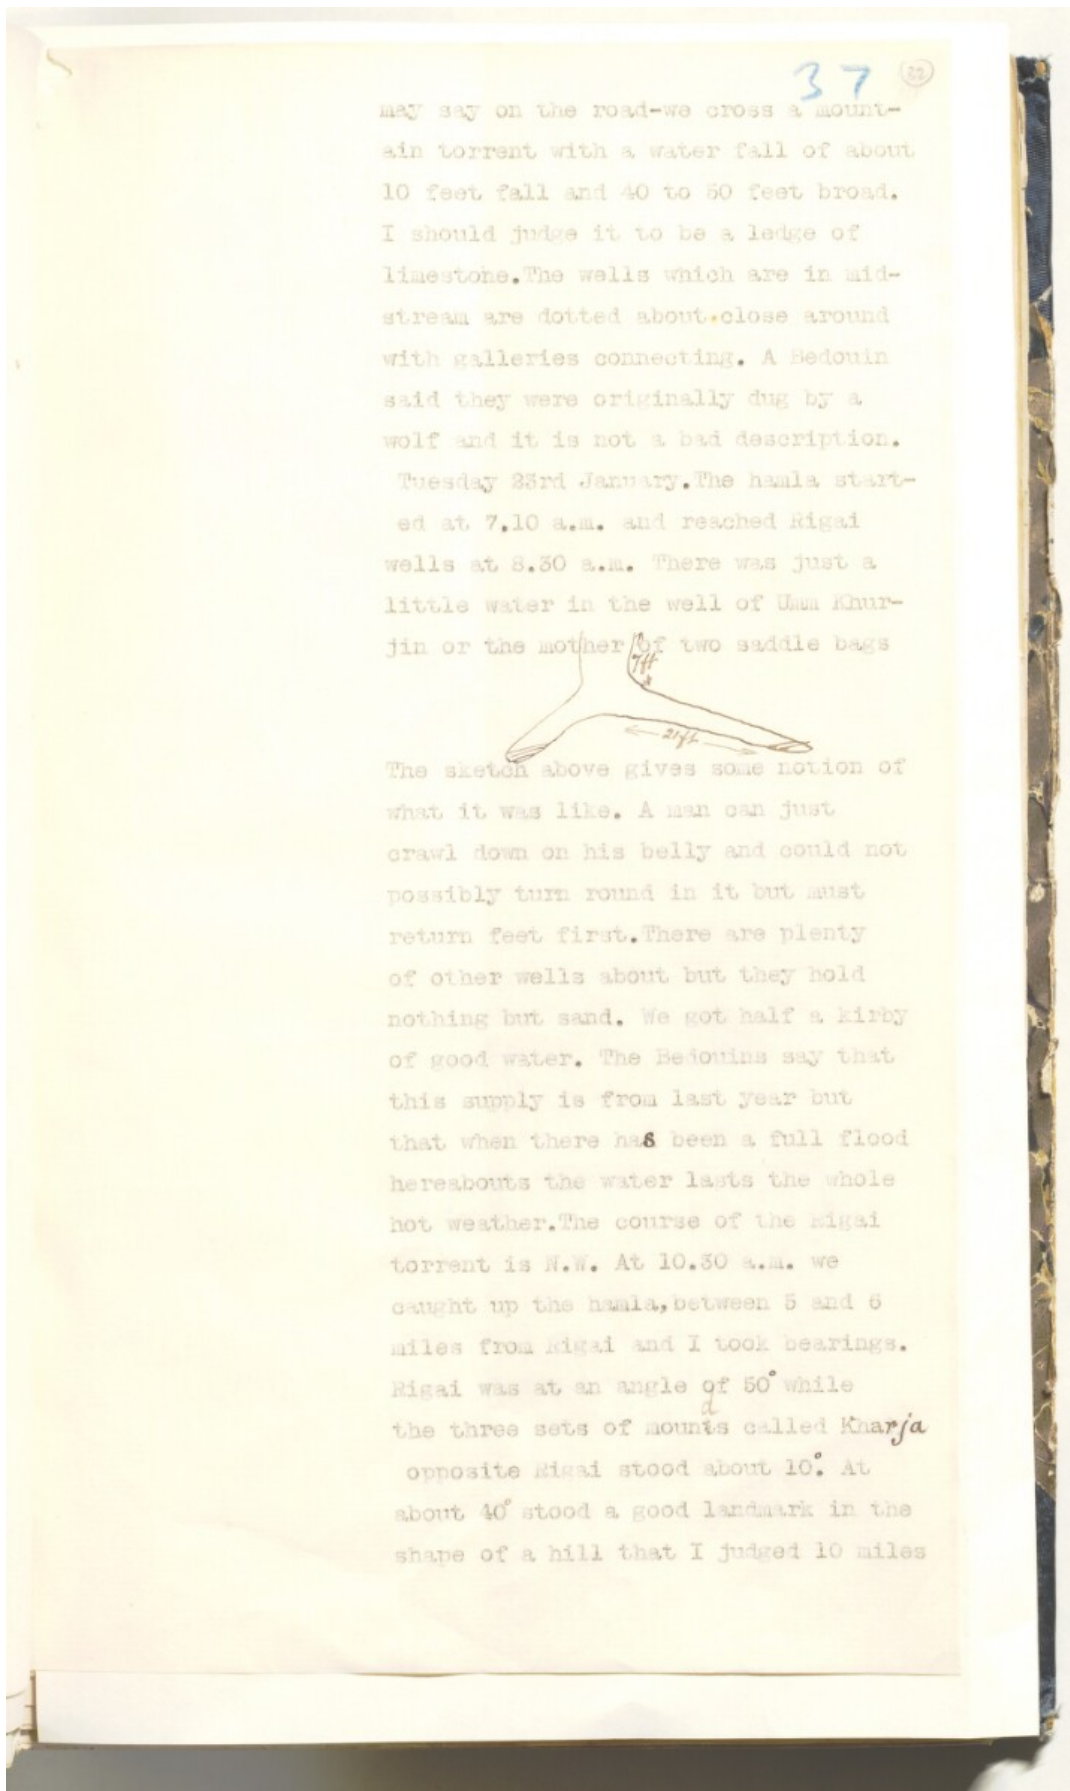 37 22
may say on the road-we cross a mount-
ain torrent with a water fall of about
10 feet fall and 40 to 50 feet broad.
I should judge it to be a ledge of
limestone.The wells which are in mid-
stream are dotted about.close around
with galleries connecting. A Bedouin
said they were originally dug by a
wolf and it is not a bad description.
Tuesday 23rd January.The hamla start-
ed at 7.10 a.m. and reached Rigai
wells at 8.30 a.m. There was just a
little water in the well of Umm Khur-
jin or the mother of two saddle bags
7ft
21ft
The sketch above gives some notion of
what it was like. A man can just
crawl down on his belly and could not
possibly turn round in it but must
return feet first.There are plenty
of other wells about but they hold
nothing but sand. We got half a kirby
of good water. The Bedouins say that
this supply is from last year but
that when there has been a full flood
hereabouts the water lasts the whole
hot weather.The course of the Rigai
torrent is N.W. At 10.30 a.m. we
caught up the hamla,between 5 and 6
miles from Rigai and I took bearings.
Rigai was at an angle of 50° while
the three sets of mounds called Kharja
opposite Rigai stood about 10°. At
about 40° stood a good landmark in the
shape of a hill that I judged 10 miles